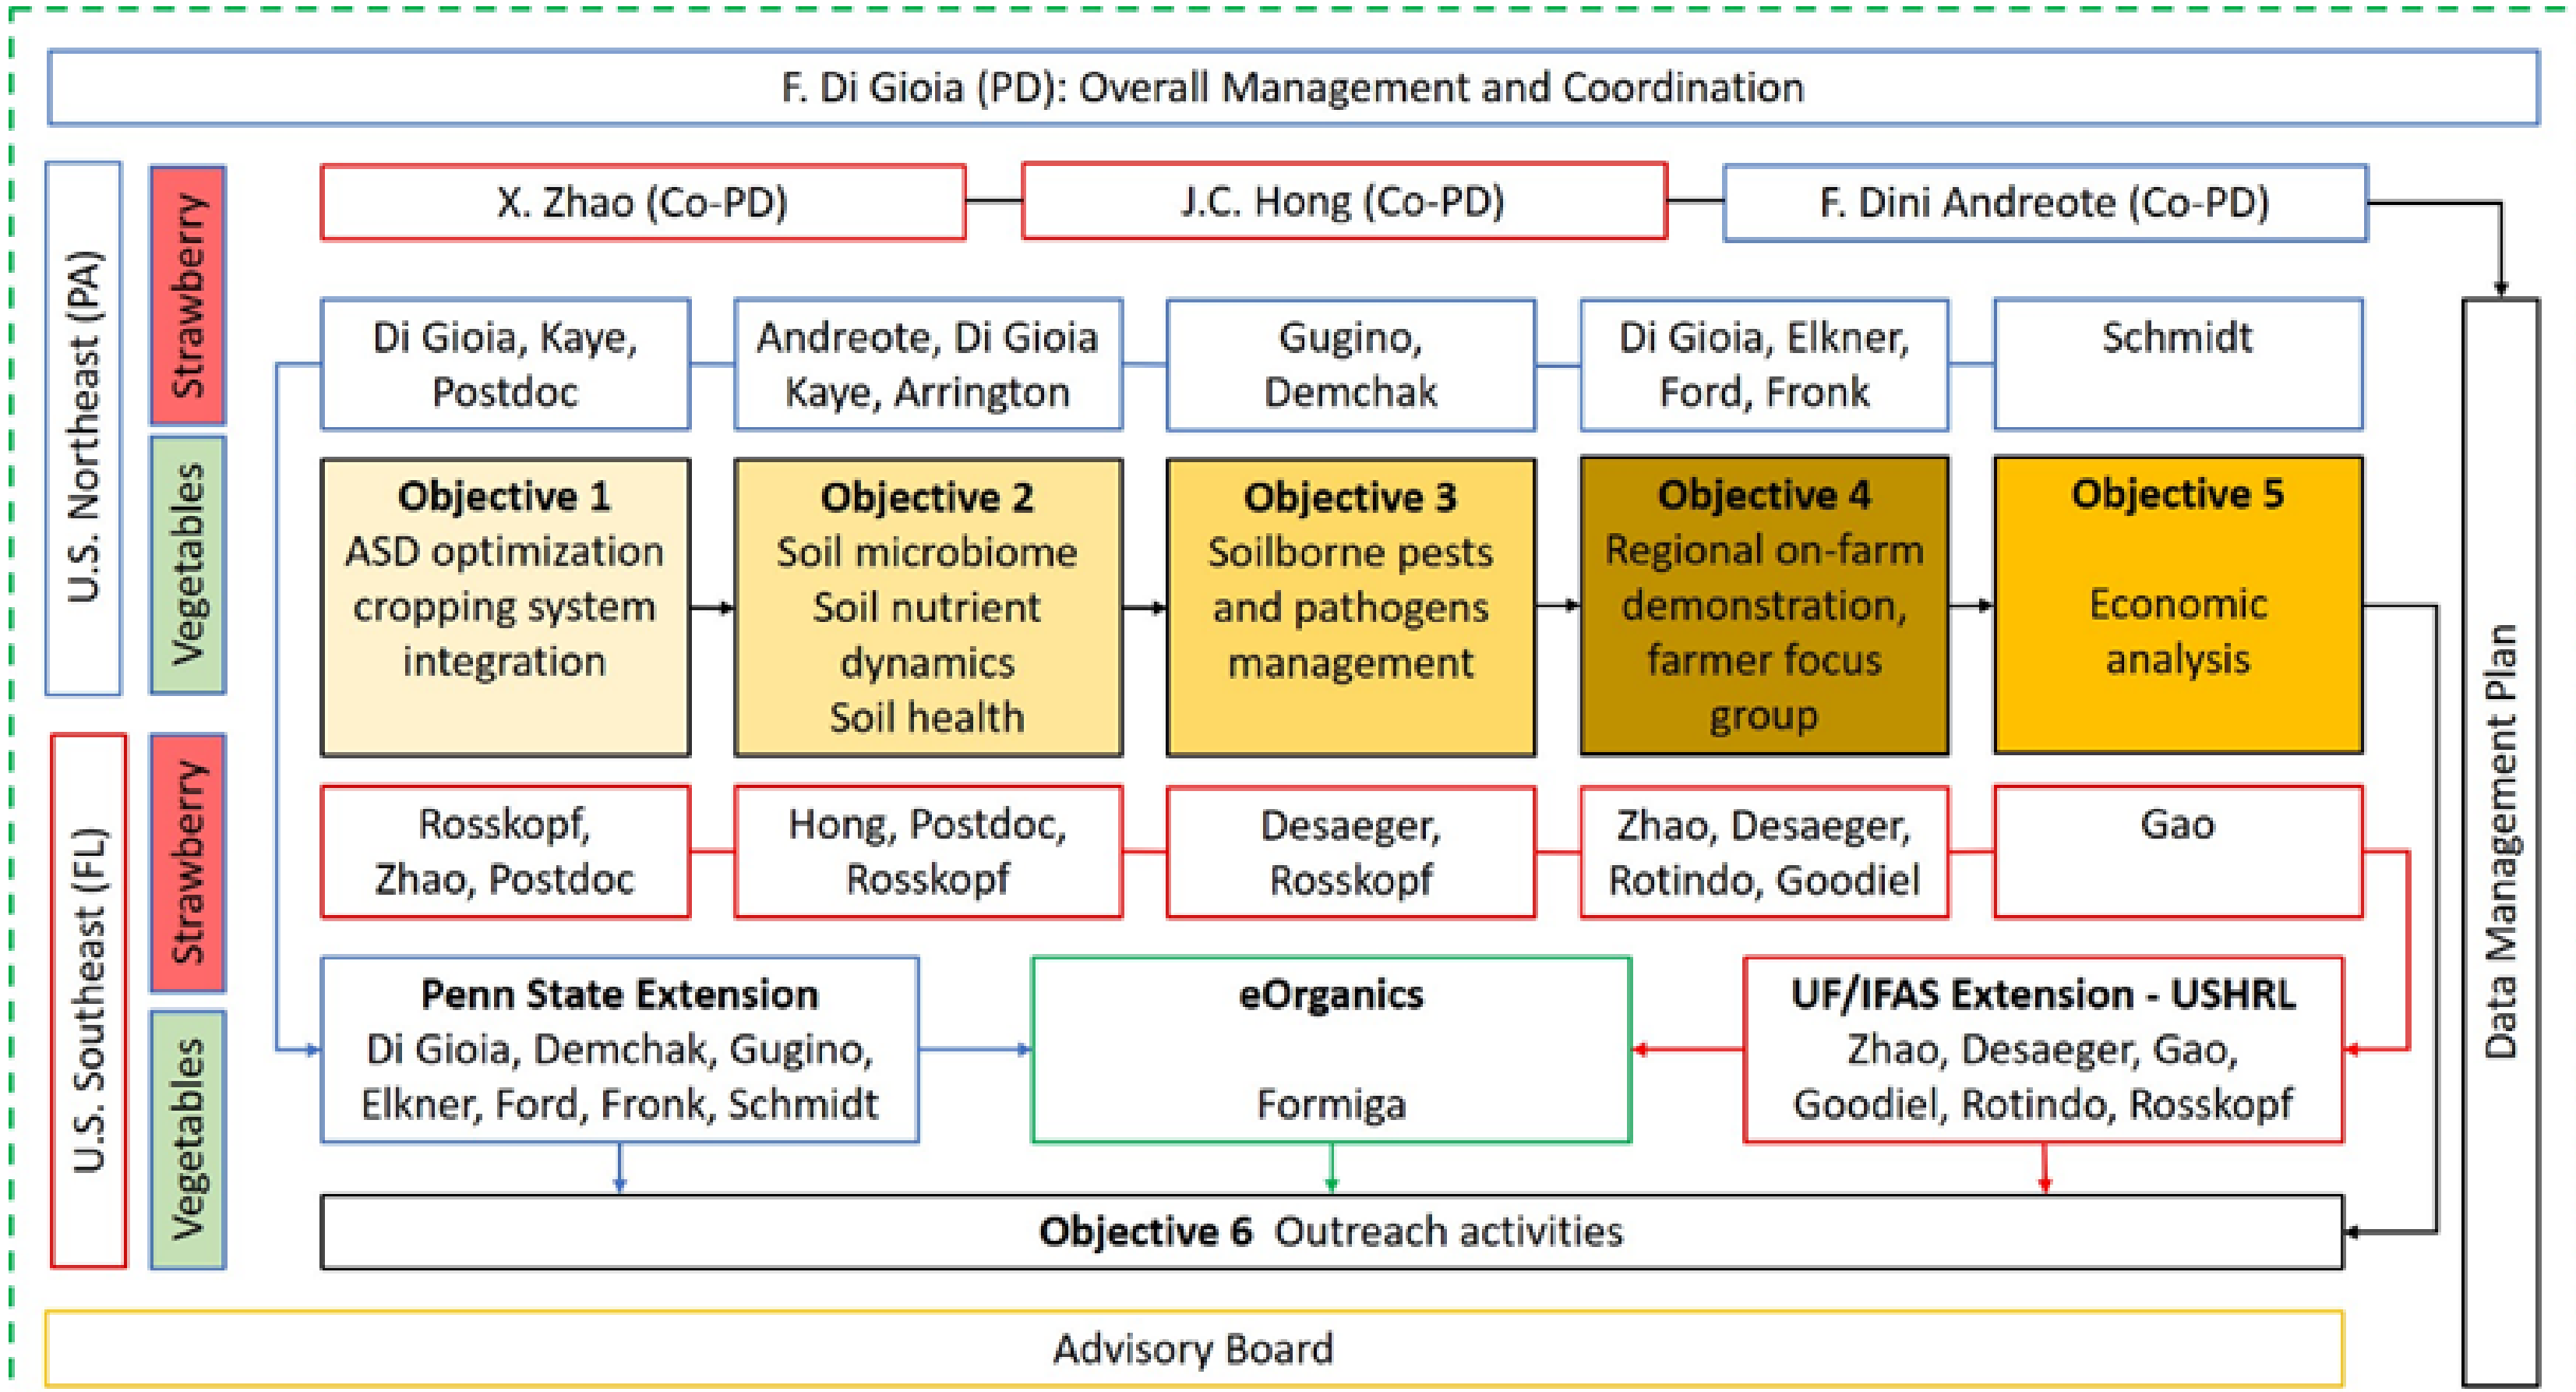 F. Di Gioia (PD): Overall Management and Coordination
U.S. Northeast (PA)
Strawberry
Vegetables
X. Zhao (Co-PD)
J.C. Hong (Co-PD)
F. Dini Andreote (Co-PD)
Di Gioia, Kaye,
Postdoc
Andreote, Di Gioia
Kaye, Arrington
Gugino,
Demchak
Di Gioia, Elkner,
Ford, Fronk
Schmidt
Objective 1
ASD optimization
cropping system
integration
Objective 2
Soil microbiome
Soil nutrient
dynamics
Soil health
Objective 3
Soilborne pests
and pathogens
management
Objective 4
Regional on-farm
demonstration,
farmer focus
group
Objective 5
Economic
analysis
Data Management Plan
U.S. Southeast (FL)
Strawberry
Vegetables
Rosskopf,
Zhao, Postdoc
Hong, Postdoc,
Rosskopf
Desaeger,
Rosskopf
Zhao, Desaeger,
Rotindo, Goodiel
Gao
Penn State Extension
Di Gioia, Demchak, Gugino,
Elkner, Ford, Fronk, Schmidt
eOrganics
Formiga
UF/IFAS Extension - USHRL
Zhao, Desaeger, Gao,
Goodiel, Rotindo, Rosskopf
Objective 6 Outreach activities
Advisory Board